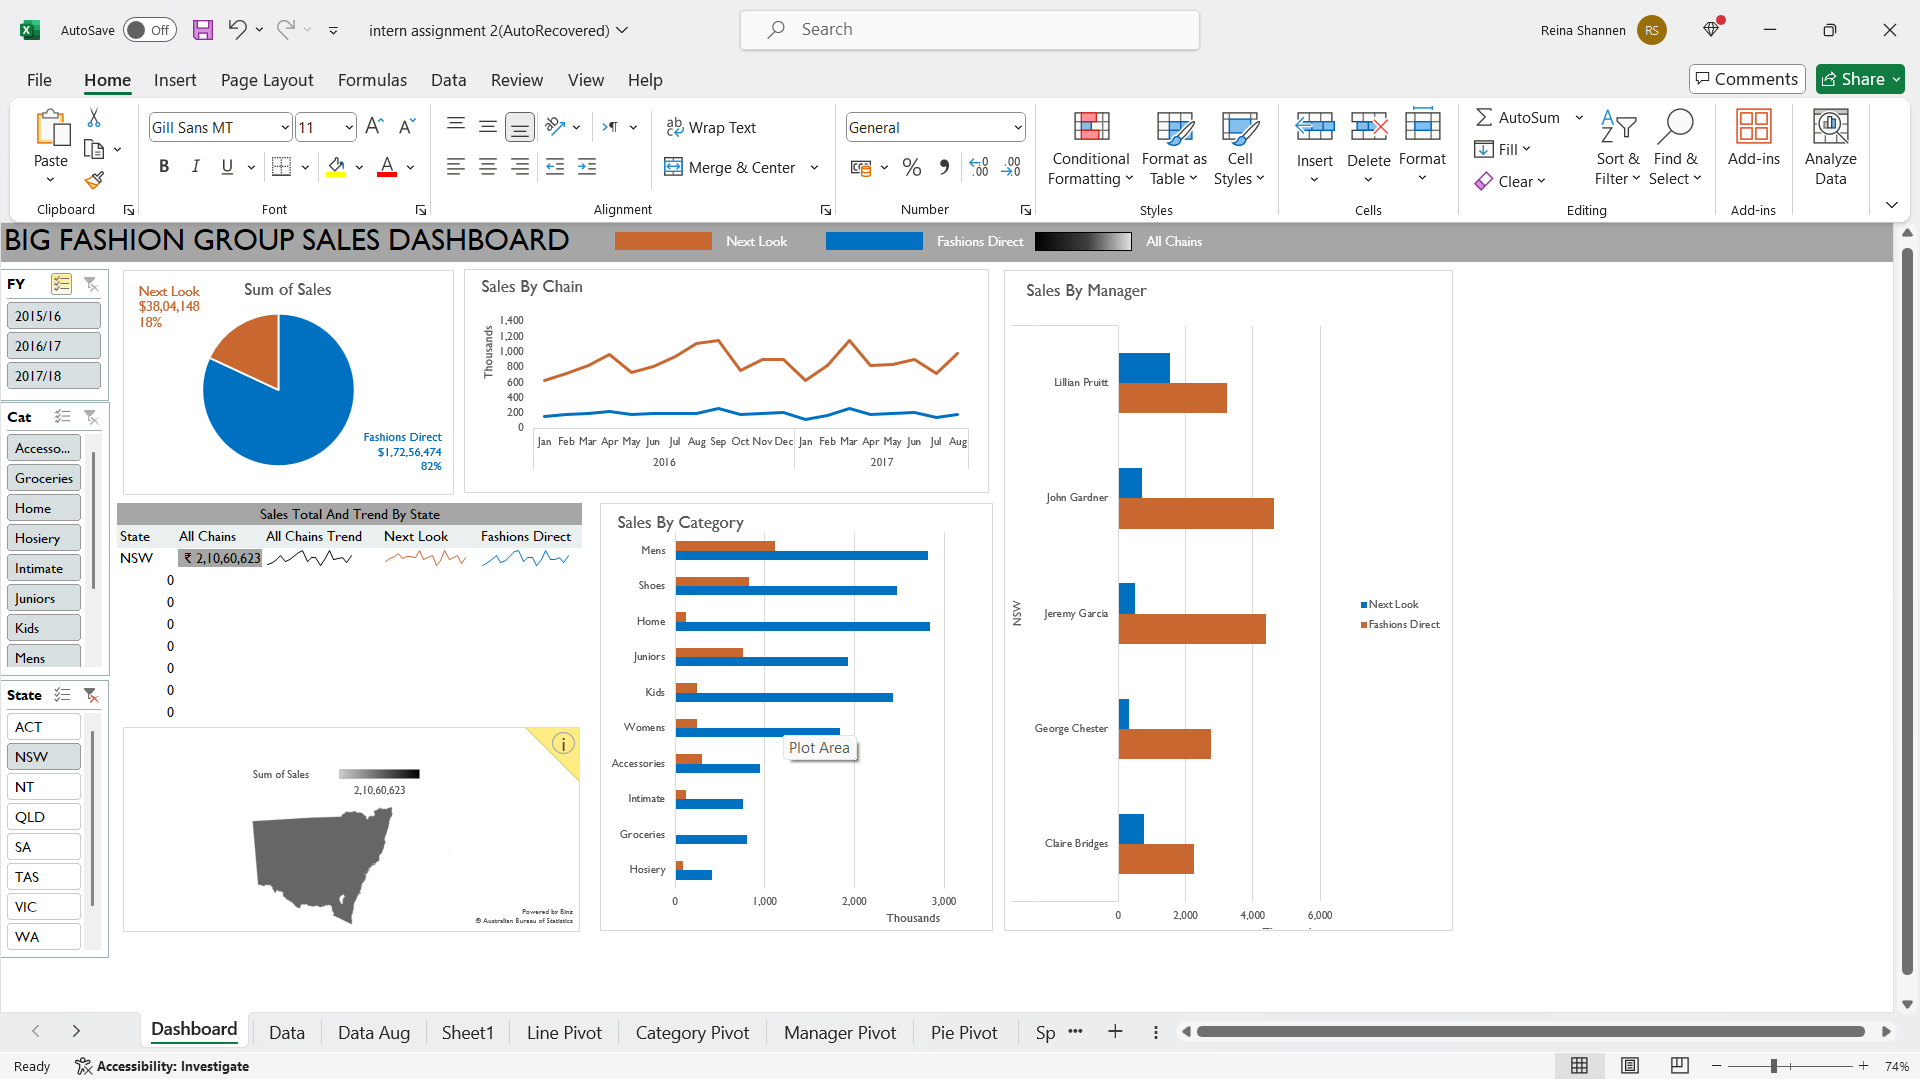 AutoSave Off intern assignment 2(AutoRecovered) Search Reina Shannen RS
File Home Insert Page Layout Formulas Data Review View Help Comments Share
Paste
Gill Sans MT 11
B I U A
Wrap Text
Merge & Center
General
Conditional Formatting
Format as Table
Cell Styles
Insert Delete Format
AutoSum
Fill
Clear
Sort & Filter
Find & Select
Add-ins
Analyze Data
Clipboard Font Alignment Number Styles Cells Editing Add-ins
BIG FASHION GROUP SALES DASHBOARD Next Look Fashions Direct All Chains
FY
2015/16
2016/17
2017/18
Cat
Accesso...
Groceries
Home
Hosiery
Intimate
Juniors
Kids
Mens
State
ACT
NSW
NT
QLD
SA
TAS
VIC
WA
Sum of Sales
Next Look
$38,04,148
18%
Fashions Direct
$1,72,56,474
82%
Sales By Chain
Thousands
1,400
1,200
1,000
800
600
400
200
0
Jan Feb Mar Apr May Jun Jul Aug Sep Oct Nov Dec Jan Feb Mar Apr May Jun Jul Aug
2016 2017
Sales Total And Trend By State
State All Chains All Chains Trend Next Look Fashions Direct
NSW ₹ 2,10,60,623
0
0
0
0
0
0
0
Sum of Sales
2,10,60,623
Powered by Bing
© Australian Bureau of Statistics
Sales By Category
Mens
Shoes
Home
Juniors
Kids
Womens
Plot Area
Accessories
Intimate
Groceries
Hosiery
0 1,000 2,000 3,000
Thousands
Sales By Manager
NSW
Lillian Pruitt
John Gardner
Jeremy Garcia
George Chester
Claire Bridges
0 2,000 4,000 6,000
Next Look
Fashions Direct
Dashboard Data Data Aug Sheet1 Line Pivot Category Pivot Manager Pivot Pie Pivot Sp
Ready Accessibility: Investigate 74%